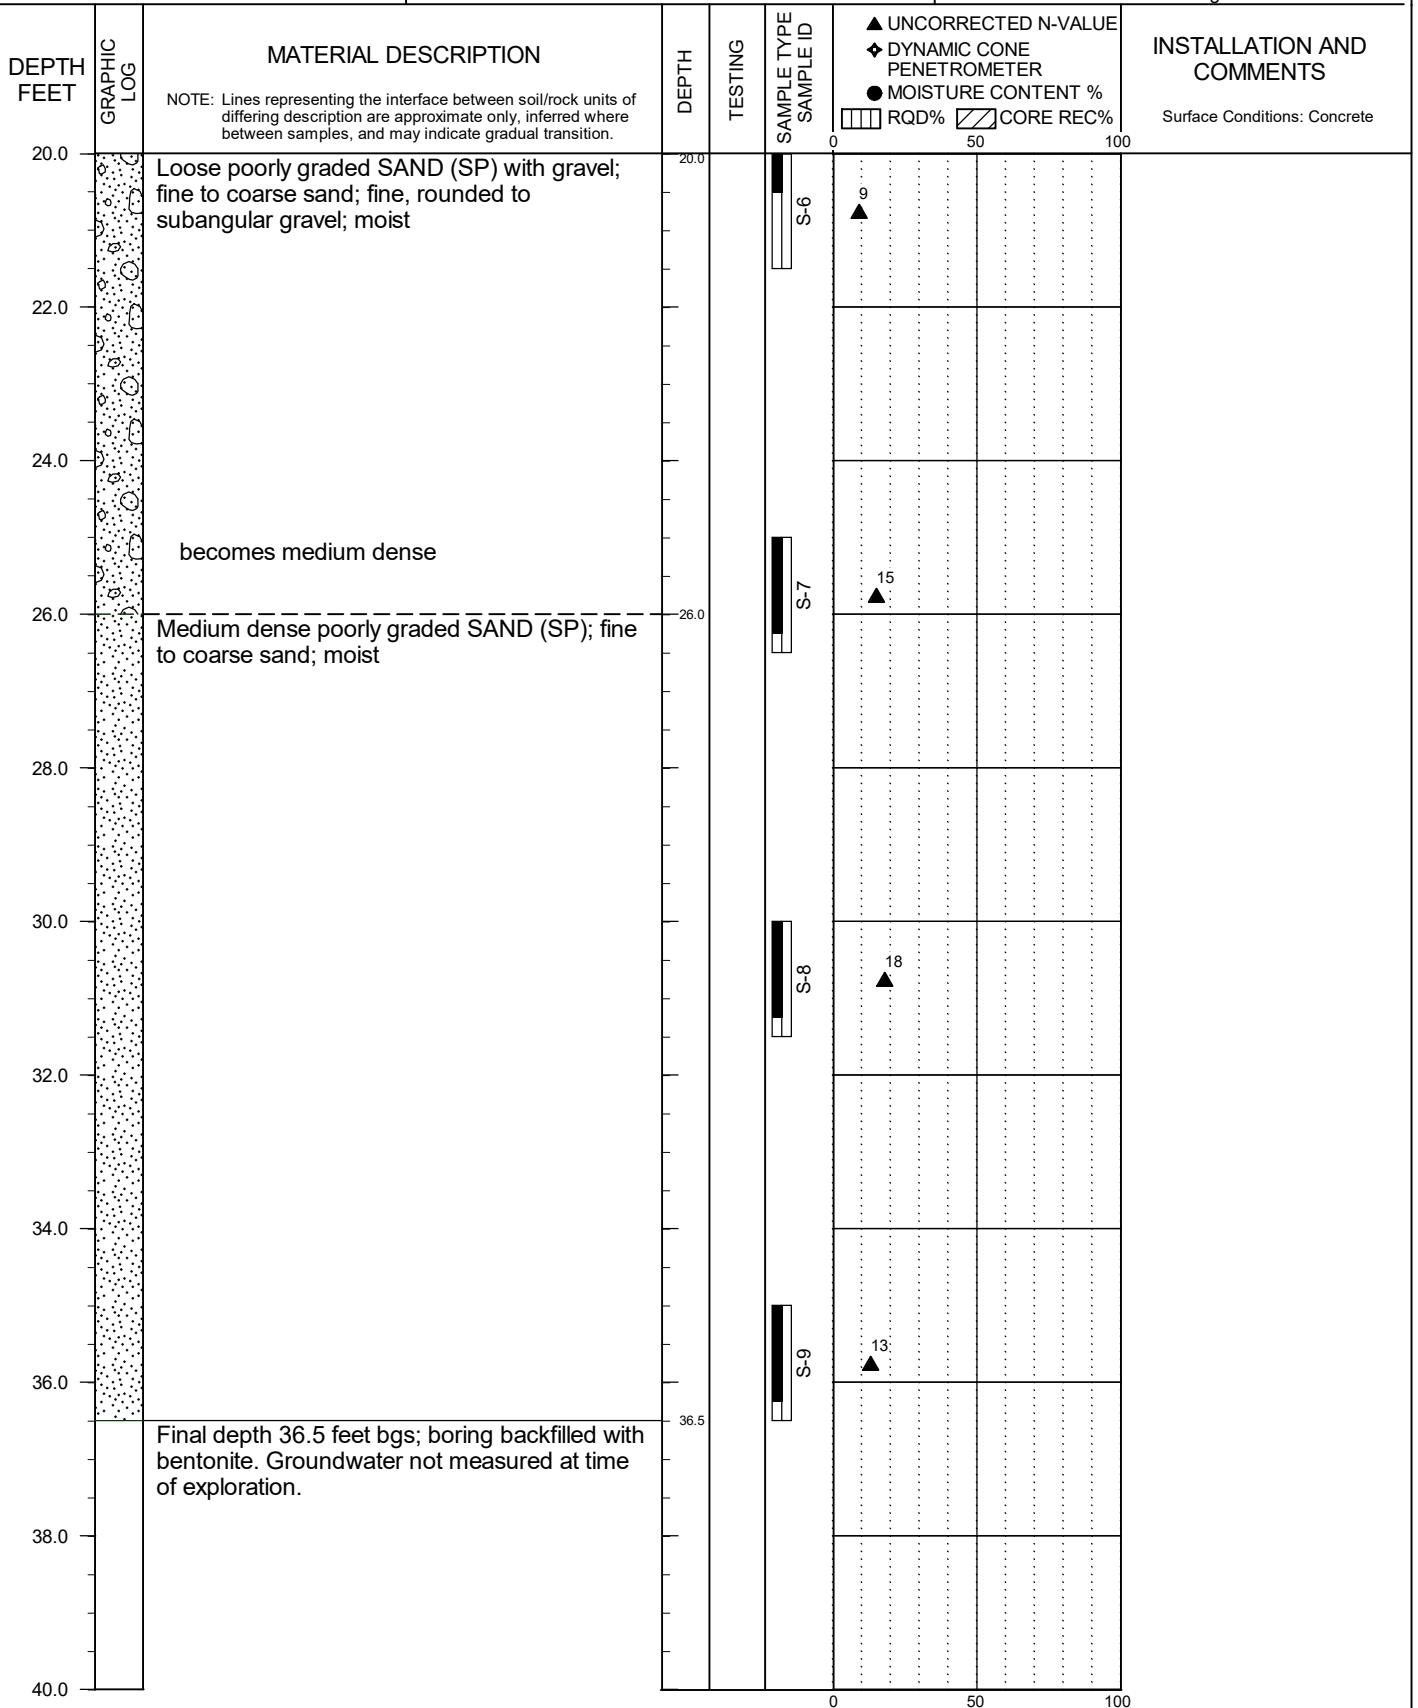 DEPTH
FEET
GRAPHIC
LOG
MATERIAL DESCRIPTION
NOTE: Lines representing the interface between soil/rock units of
differing description are approximate only, inferred where
between samples, and may indicate gradual transition.
DEPTH
TESTING
SAMPLE TYPE
SAMPLE ID
▲ UNCORRECTED N-VALUE
DYNAMIC CONE
PENETROMETER
● MOISTURE CONTENT %
RQD% CORE REC%
0 50 100
INSTALLATION AND
COMMENTS
Surface Conditions: Concrete
20.0
Loose poorly graded SAND (SP) with gravel;
fine to coarse sand; fine, rounded to
subangular gravel; moist
20.0
S-6
9
22.0
24.0
becomes medium dense
S-7
15
26.0
26.0
Medium dense poorly graded SAND (SP); fine
to coarse sand; moist
28.0
30.0
S-8
18
32.0
34.0
S-9
13
36.0
36.5
Final depth 36.5 feet bgs; boring backfilled with
bentonite. Groundwater not measured at time
of exploration.
38.0
40.0
0 50 100